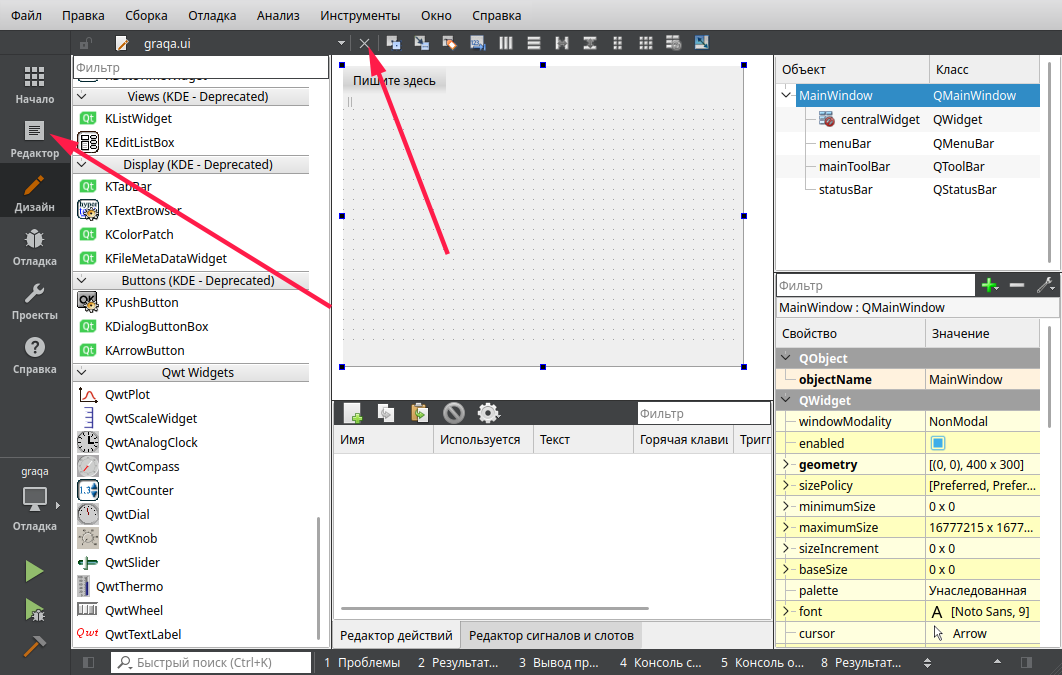 Файл Правка Сборка Отладка Анализ Инструменты Окно Справка
graqa.ui
Начало
Редактор
Дизайн
Отладка
Проекты
Справка
graqa
Отладка
Фильтр
Views (KDE - Deprecated)
KListWidget
KEditListBox
Display (KDE - Deprecated)
KTabBar
KTextBrowser
KColorPatch
KFileMetaDataWidget
Buttons (KDE - Deprecated)
KPushButton
KDialogButtonBox
KArrowButton
Qwt Widgets
QwtPlot
QwtScaleWidget
QwtAnalogClock
QwtCompass
QwtCounter
QwtDial
QwtKnob
QwtSlider
QwtThermo
QwtWheel
QwtTextLabel
Пишите здесь
Фильтр
Имя Используется Текст Горячая клавиш Тригг
Редактор действий Редактор сигналов и слотов
Объект Класс
MainWindow QMainWindow
centralWidget QWidget
menuBar QMenuBar
mainToolBar QToolBar
statusBar QStatusBar
Фильтр
MainWindow : QMainWindow
Свойство Значение
QObject
objectName MainWindow
QWidget
windowModality NonModal
enabled
geometry [(0, 0), 400 x 300]
sizePolicy [Preferred, Prefer...
minimumSize 0 x 0
maximumSize 16777215 x 1677...
sizeIncrement 0 x 0
baseSize 0 x 0
palette Унаследованная
font A [Noto Sans, 9]
cursor Arrow
Быстрый поиск (Ctrl+K) 1 Проблемы 2 Результат... 3 Вывод пр... 4 Консоль с... 5 Консоль о... 8 Результат...